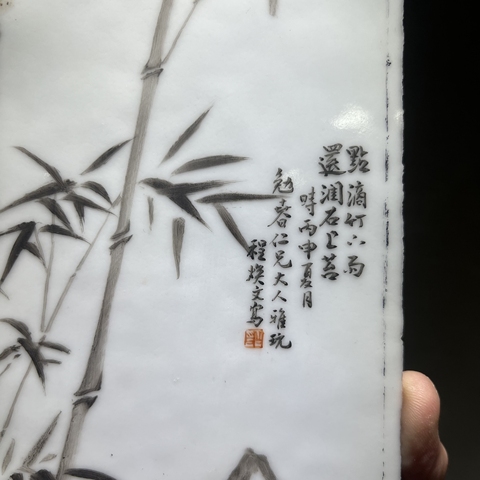 點滴竹下雨
還潤石上苔
時丙申夏月
勉春仁兄大人雅玩
程煥文寫